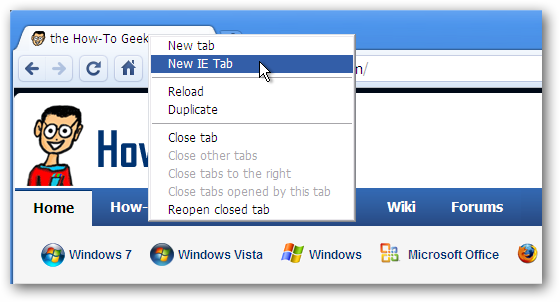 the How-To Geek
New tab
New IE Tab
m/
Reload
Duplicate
How
Close tab
Close other tabs
Close tabs to the right
Close tabs opened by this tab
Reopen closed tab
Home
How-
Wiki
Forums
Windows 7
Windows Vista
Windows
Microsoft Office